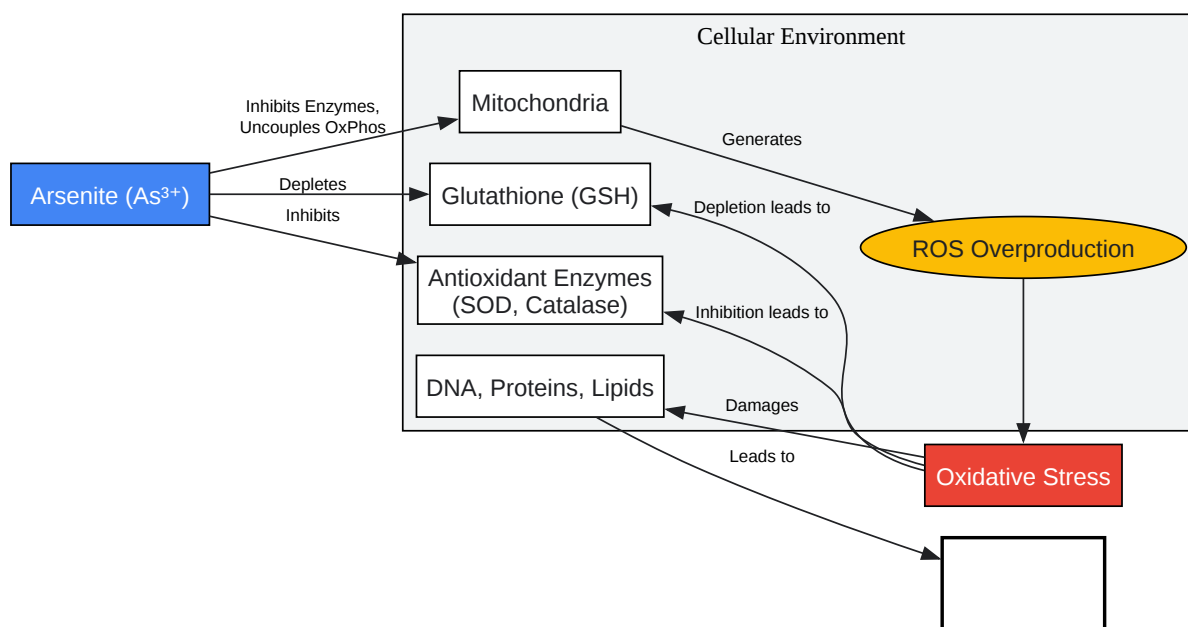 Cellular Environment
Inhibits Enzymes,
Uncouples OxPhos
Mitochondria
Generates
Arsenite (As³⁺)
Depletes
Glutathione (GSH)
Depletion leads to
Inhibits
ROS Overproduction
Antioxidant Enzymes
(SOD, Catalase)
Inhibition leads to
DNA, Proteins, Lipids
Damages
Leads to
Oxidative Stress